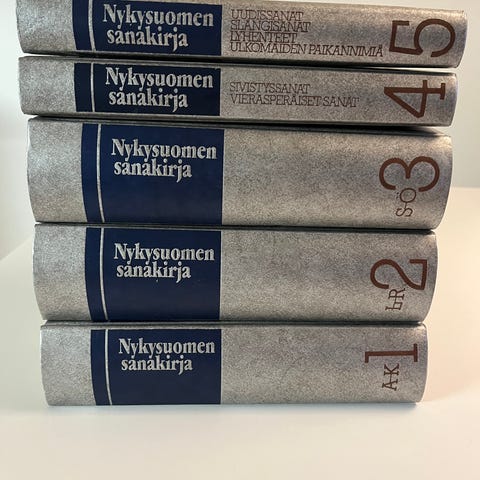 Nykysuomen
sanakirja
UUDISSANAT
SLANGISANAT
LYHENTEET
ULKOMAIDEN PAIKANNIMIÄ
5
Nykysuomen
sanakirja
SIVISTYSSANAT
VIERASPERÄISET SANAT
4
Nykysuomen
sanakirja
S-Ö
3
Nykysuomen
sanakirja
L-R
2
Nykysuomen
sanakirja
A-K
1